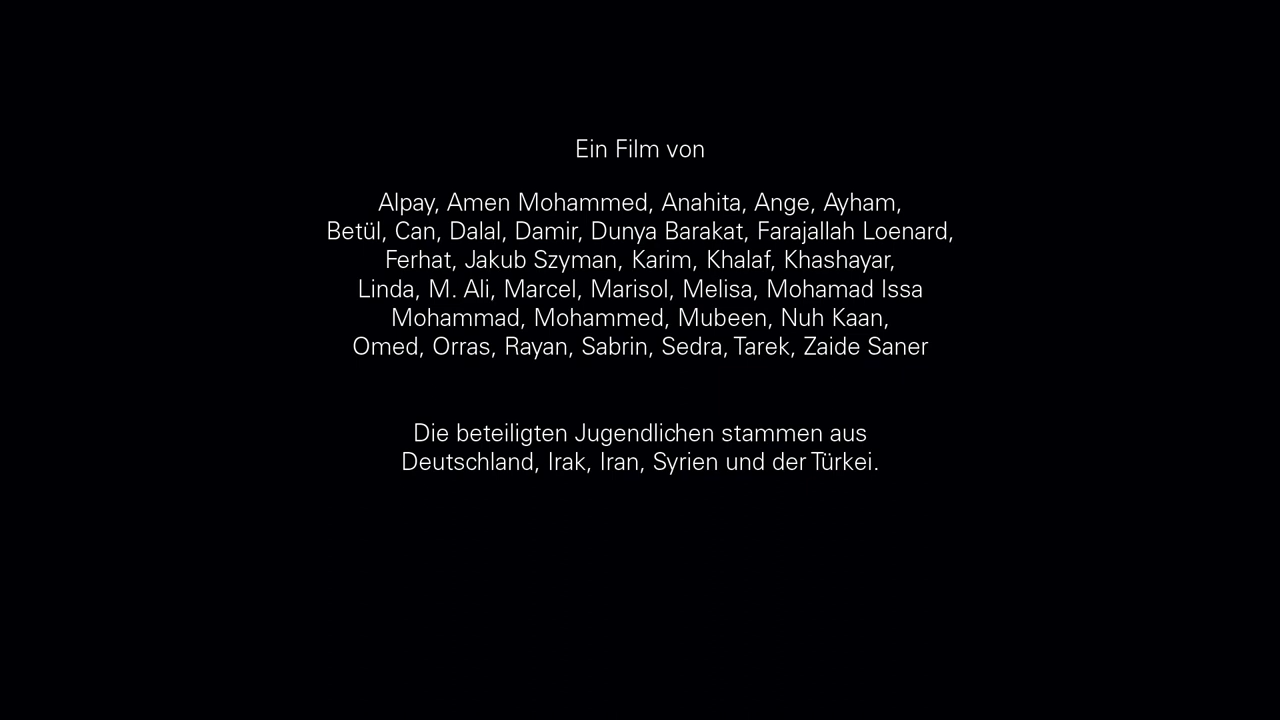 Ein Film von
Alpay, Amen Mohammed, Anahita, Ange, Ayham,
Betül, Can, Dalal, Damir, Dunya Barakat, Farajallah Loenard,
Ferhat, Jakub Szyman, Karim, Khalaf, Khashayar,
Linda, M. Ali, Marcel, Marisol, Melisa, Mohamad Issa
Mohammad, Mohammed, Mubeen, Nuh Kaan,
Omed, Orras, Rayan, Sabrin, Sedra, Tarek, Zaide Saner
Die beteiligten Jugendlichen stammen aus
Deutschland, Irak, Iran, Syrien und der Türkei.